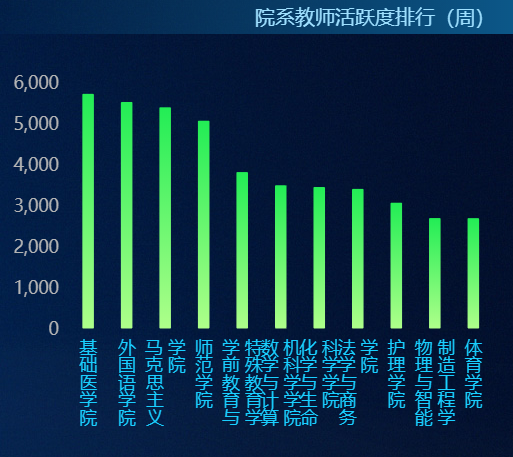 院系教师活跃度排行（周）
6,000
5,000
4,000
3,000
2,000
1,000
0
基础医学院
外国语学院
马克思主义
学院
师范学院
学前教育与
特殊教育学
数学与计算
机科学学院
化学与生命
科学学院
法学与商务
学院
护理学院
物理与智能
制造工程学
体育学院